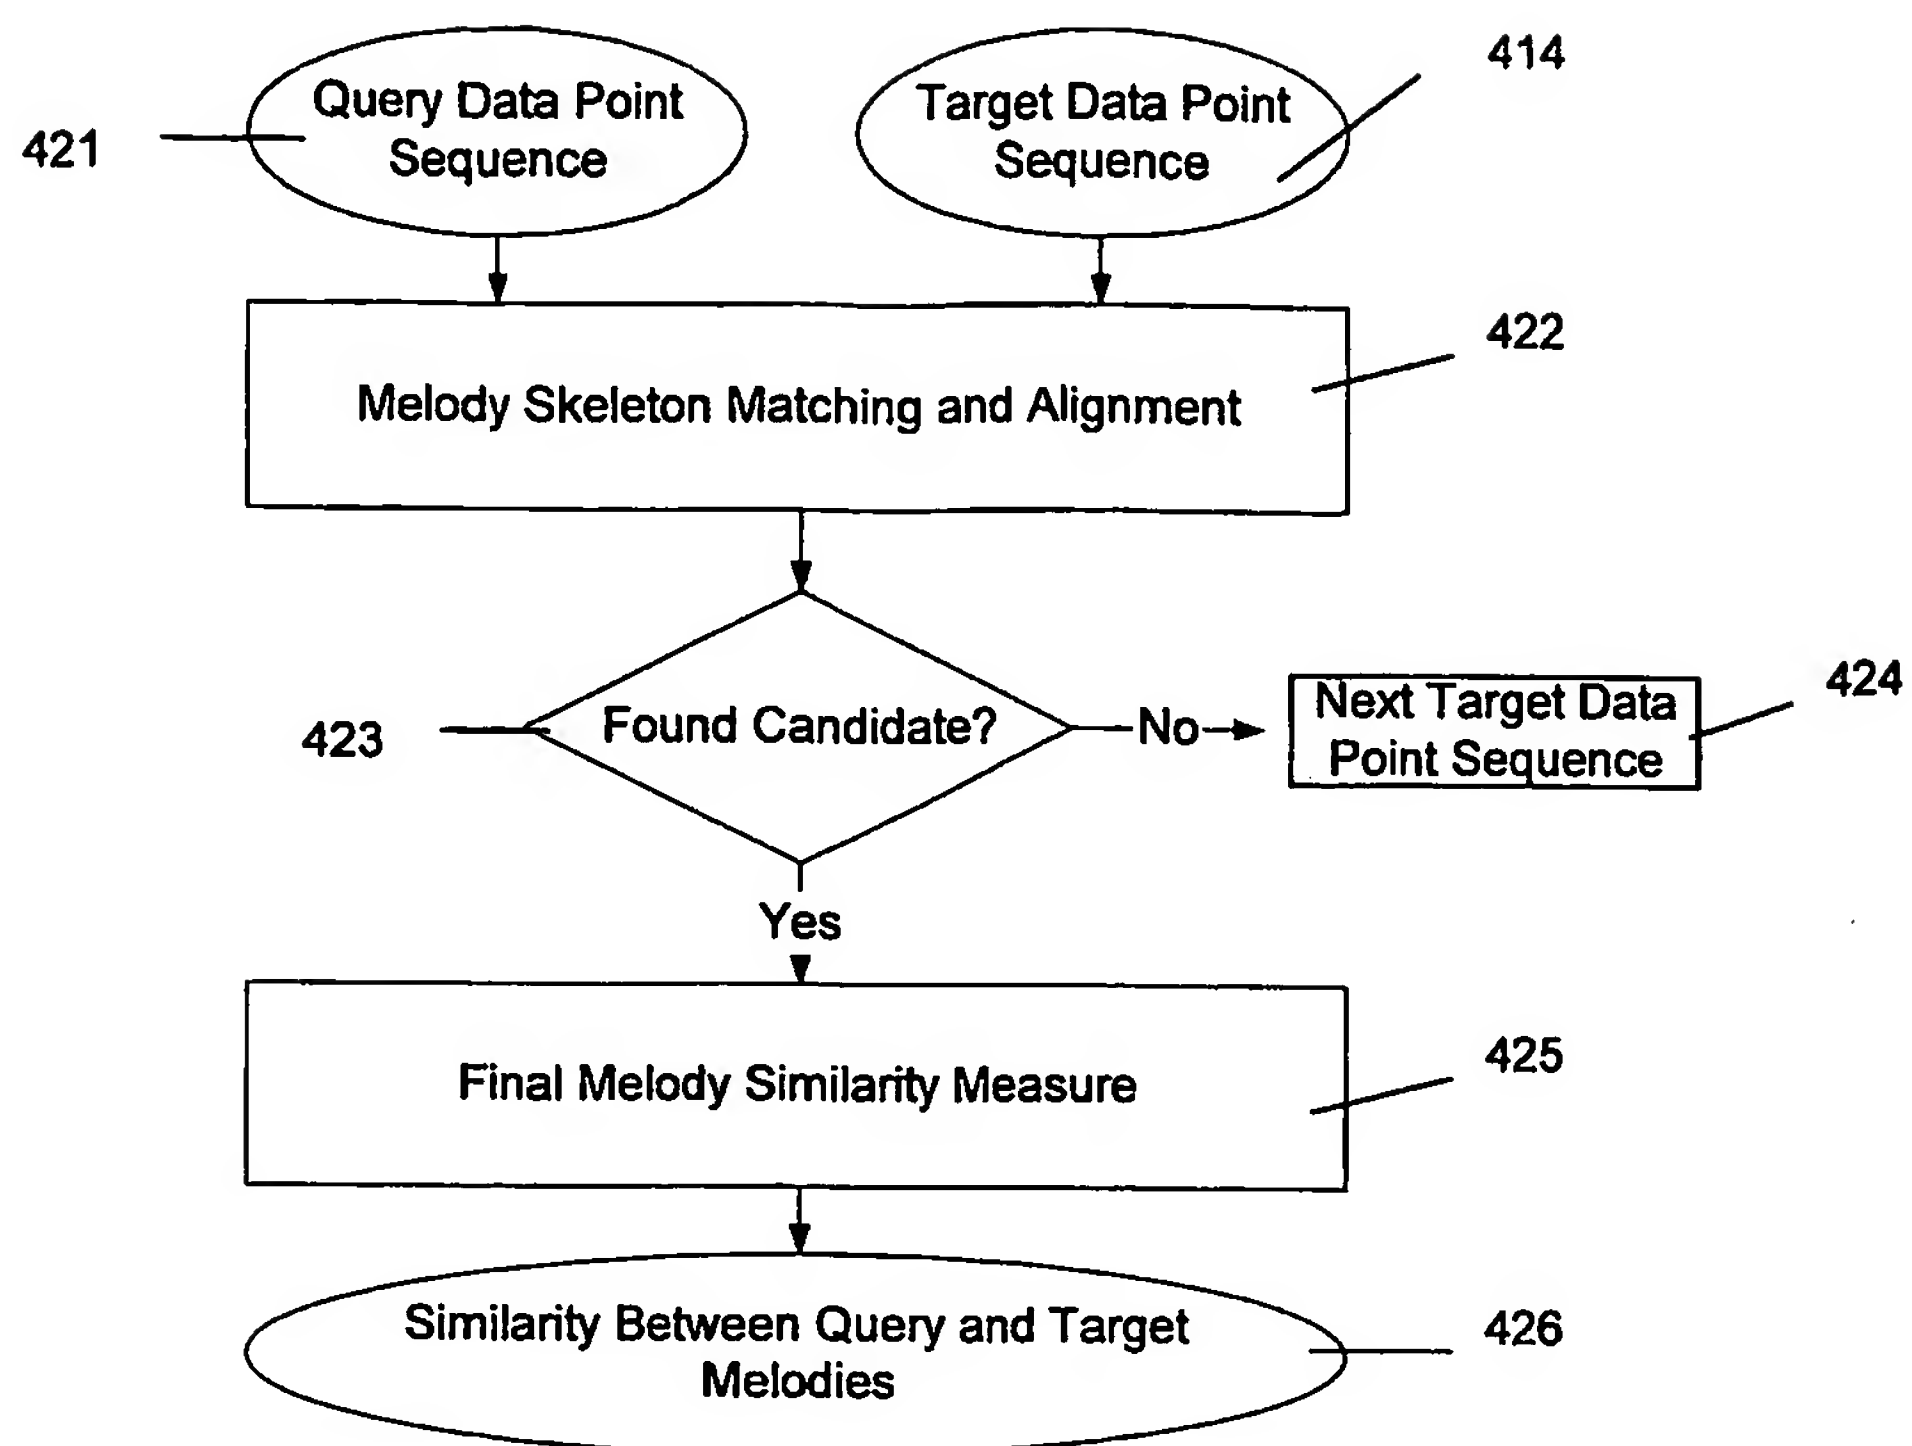 414
Query Data Point
Sequence
Target Data Point
Sequence
421
422
Melody Skeleton Matching and Alignment
424
Next Target Data
Point Sequence
423
Found Candidate?
No
Yes
425
Final Melody Similarity Measure
426
Similarity Between Query and Target
Melodies